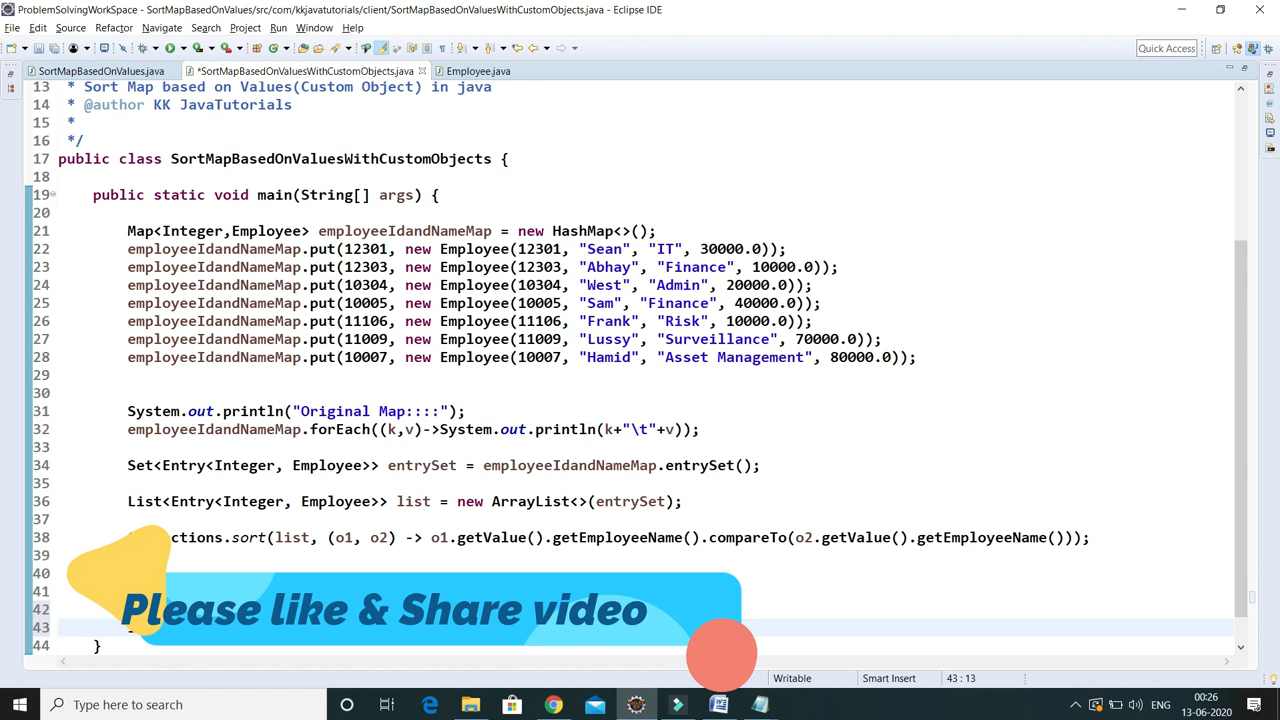 ProblemSolvingWorkSpace - SortMapBasedOnValues/src/com/kkjavatutorials/client/SortMapBasedOnValuesWithCustomObjects.java - Eclipse IDE
File Edit Source Refactor Navigate Search Project Run Window Help
Quick Access
SortMapBasedOnValues.java *SortMapBasedOnValuesWithCustomObjects.java Employee.java
13 * Sort Map based on Values(Custom Object) in java
14 * @author KK JavaTutorials
15 *
16 */
17 public class SortMapBasedOnValuesWithCustomObjects {
18
19 public static void main(String[] args) {
20
21 Map<Integer,Employee> employeeIdandNameMap = new HashMap<>();
22 employeeIdandNameMap.put(12301, new Employee(12301, "Sean", "IT", 30000.0));
23 employeeIdandNameMap.put(12303, new Employee(12303, "Abhay", "Finance", 10000.0));
24 employeeIdandNameMap.put(10304, new Employee(10304, "West", "Admin", 20000.0));
25 employeeIdandNameMap.put(10005, new Employee(10005, "Sam", "Finance", 40000.0));
26 employeeIdandNameMap.put(11106, new Employee(11106, "Frank", "Risk", 10000.0));
27 employeeIdandNameMap.put(11009, new Employee(11009, "Lussy", "Surveillance", 70000.0));
28 employeeIdandNameMap.put(10007, new Employee(10007, "Hamid", "Asset Management", 80000.0));
29
30
31 System.out.println("Original Map::::");
32 employeeIdandNameMap.forEach((k,v)->System.out.println(k+"\t"+v));
33
34 Set<Entry<Integer, Employee>> entrySet = employeeIdandNameMap.entrySet();
35
36 List<Entry<Integer, Employee>> list = new ArrayList<>(entrySet);
37
38 ctions.sort(list, (o1, o2) -> o1.getValue().getEmployeeName().compareTo(o2.getValue().getEmployeeName()));
39
40
41
42
43
44 }
Please like & Share video
Writable Smart Insert 43 : 13
Type here to search
ENG
00:26
13-06-2020